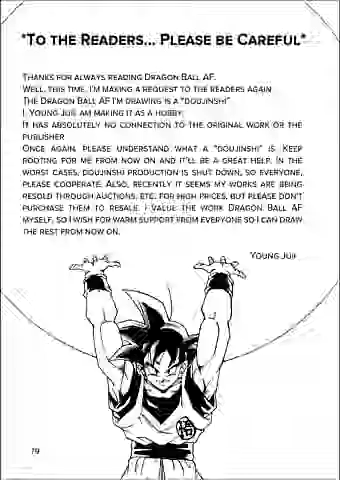 *To the Readers... Please be Careful*
Thanks for always reading Dragon Ball AF.
Well, this time, I'm making a request to the readers again
The Dragon Ball AF I'm drawing is a "doujinshi"
I, Young Jijii am making it as a hobby.
It has absolutely no connection to the original work or the
publisher
Once again, please understand what a "doujinshi" is. Keep
rooting for me from now on and it'll be a great help. In the
worst cases, doujinshi production is shut down, so everyone,
please cooperate. Also, recently it seems my works are being
resold through auctions, etc. for high prices, but please don't
purchase them to resale. I value the work Dragon Ball AF
myself, so I wish for warm support from everyone so I can draw
the rest from now on.
Young Jijii
悟
79